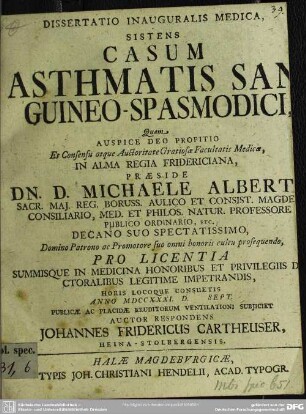 DISSERTATIO INAUGURALIS MEDICA,
SISTENS
CASUM
ASTHMATIS SAN
GUINEO-SPASMODICI,
Quam
AUSPICE DEO PROPITIO
Et Consensu atque Auctoritate Gratiosæ Facultatis Medicæ,
IN ALMA REGIA FRIDERICIANA,
PRÆSIDE
DN. D. MICHAELE ALBERT
SACR. MAJ. REG. BORUSS. AULICO ET CONSIST. MAGDE
CONSILIARIO, MED. ET PHILOS. NATUR. PROFESSORE
PUBLICO ORDINARIO, etc.
DECANO SUO SPECTATISSIMO,
Domino Patrono ac Promotore suo omni honoris cultu prosequendo,
PRO LICENTIA
SUMMISQUE IN MEDICINA HONORIBUS ET PRIVILEGIIS D
CTORALIBUS LEGITIME IMPETRANDIS,
HORIS LOCOQUE CONSUETIS
ANNO MDCXXXI. D. SEPT.
PUBLICÆ AC PLACIDÆ ERUDITORUM VENTILATIONI SUBJICIET
AUCTOR RESPONDENS
JOHANNES FRIDERICUS CARTHEUSER,
HEINA-STOLBERGENSIS.
HALÆ MAGDEBVRGICÆ,
TYPIS JOH. CHRISTIANI HENDELII, ACAD. TYPOGR.